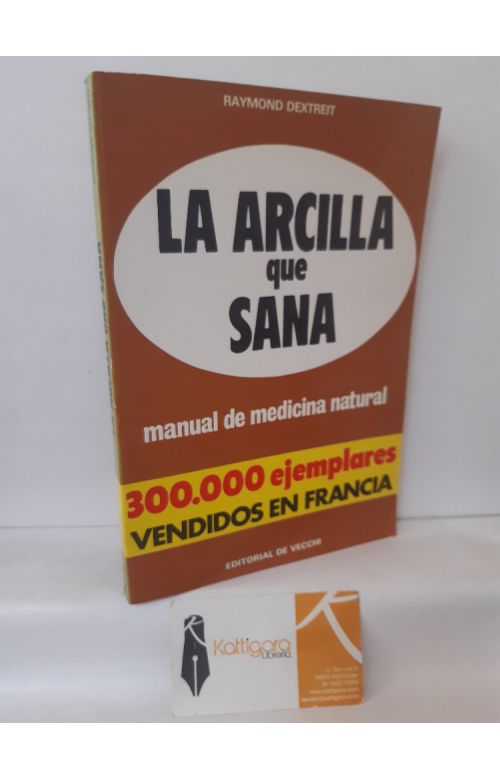 RAYMOND DEXTREIT
LA ARCILLA
que
SANA
manual de medicina natural
300.000 ejemplares
VENDIDOS EN FRANCIA
EDITORIAL DE VECCHI
Kattigara
Librería